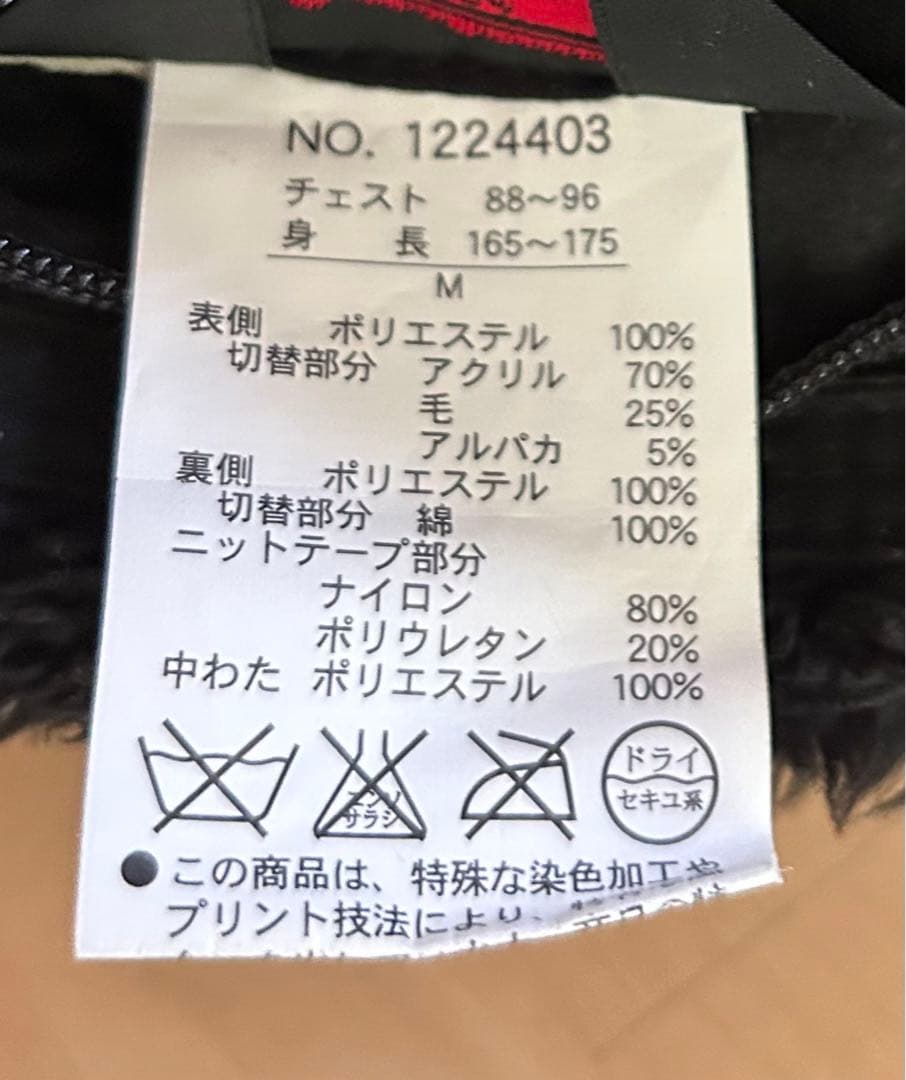 NO. 1224403
チェスト 88～96
身 長 165～175
M
表側 ポリエステル 100%
切替部分 アクリル 70%
毛 25%
アルパカ 5%
裏側 ポリエステル 100%
切替部分 綿 100%
ニットテープ部分
ナイロン 80%
ポリウレタン 20%
中わた ポリエステル 100%
エンソ
サラシ
ドライ
セキユ系
●この商品は、特殊な染色加工や
プリント技法により、